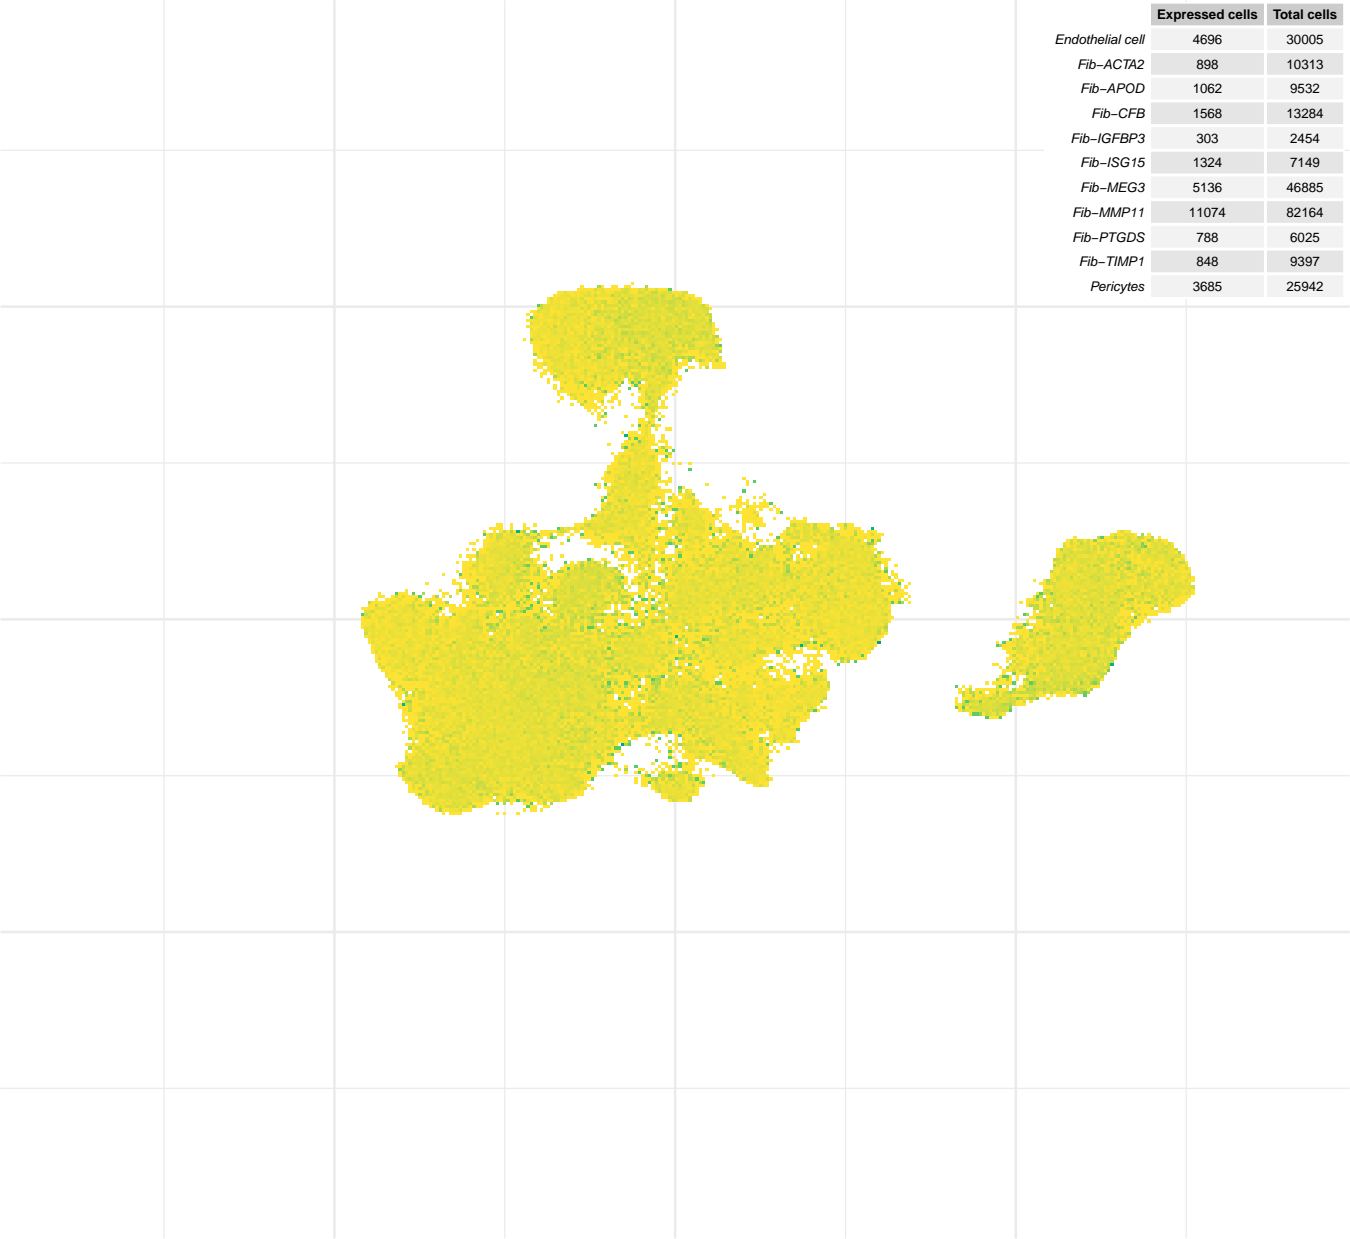 Expressed cells Total cells
Endothelial cell 4696 30005
Fib−ACTA2 898 10313
Fib−APOD 1062 9532
Fib−CFB 1568 13284
Fib−IGFBP3 303 2454
Fib−ISG15 1324 7149
Fib−MEG3 5136 46885
Fib−MMP11 11074 82164
Fib−PTGDS 788 6025
Fib−TIMP1 848 9397
Pericytes 3685 25942